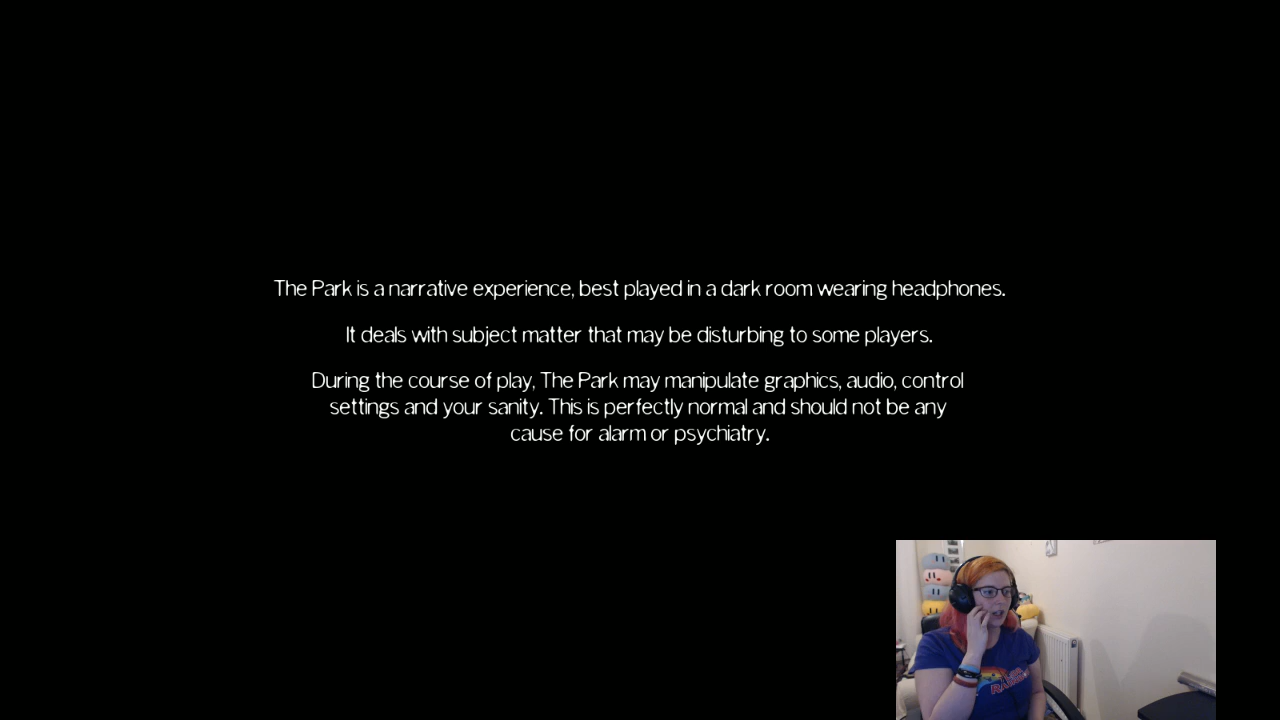 The Park is a narrative experience, best played in a dark room wearing headphones.
It deals with subject matter that may be disturbing to some players.
During the course of play, The Park may manipulate graphics, audio, control
settings and your sanity. This is perfectly normal and should not be any
cause for alarm or psychiatry.